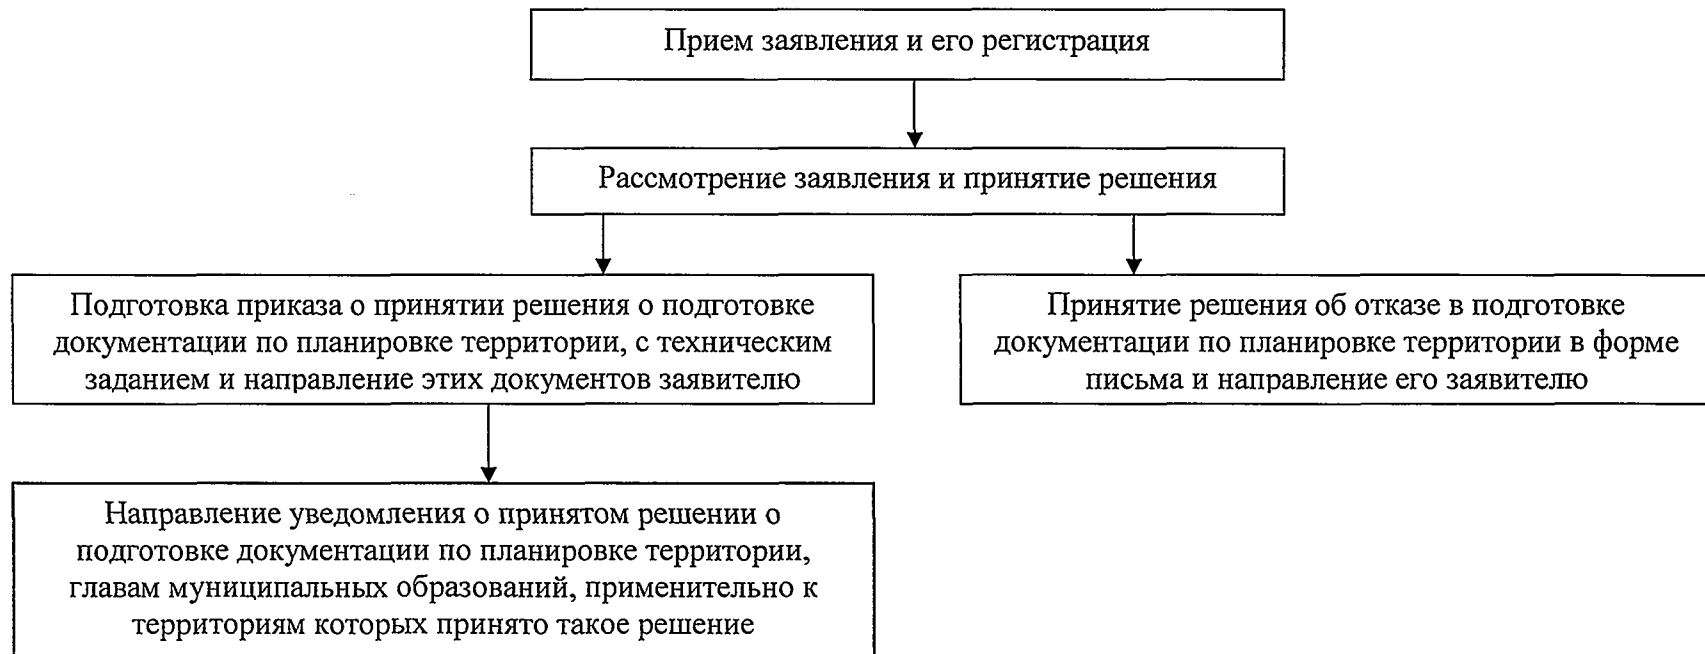 Прием заявления и его регистрация
Рассмотрение заявления и принятие решения
Подготовка приказа о принятии решения о подготовке
документации по планировке территории, с техническим
заданием и направление этих документов заявителю
Принятие решения об отказе в подготовке
документации по планировке территории в форме
письма и направление его заявителю
Направление уведомления о принятом решении о
подготовке документации по планировке территории,
главам муниципальных образований, применительно к
территориям которых принято такое решение